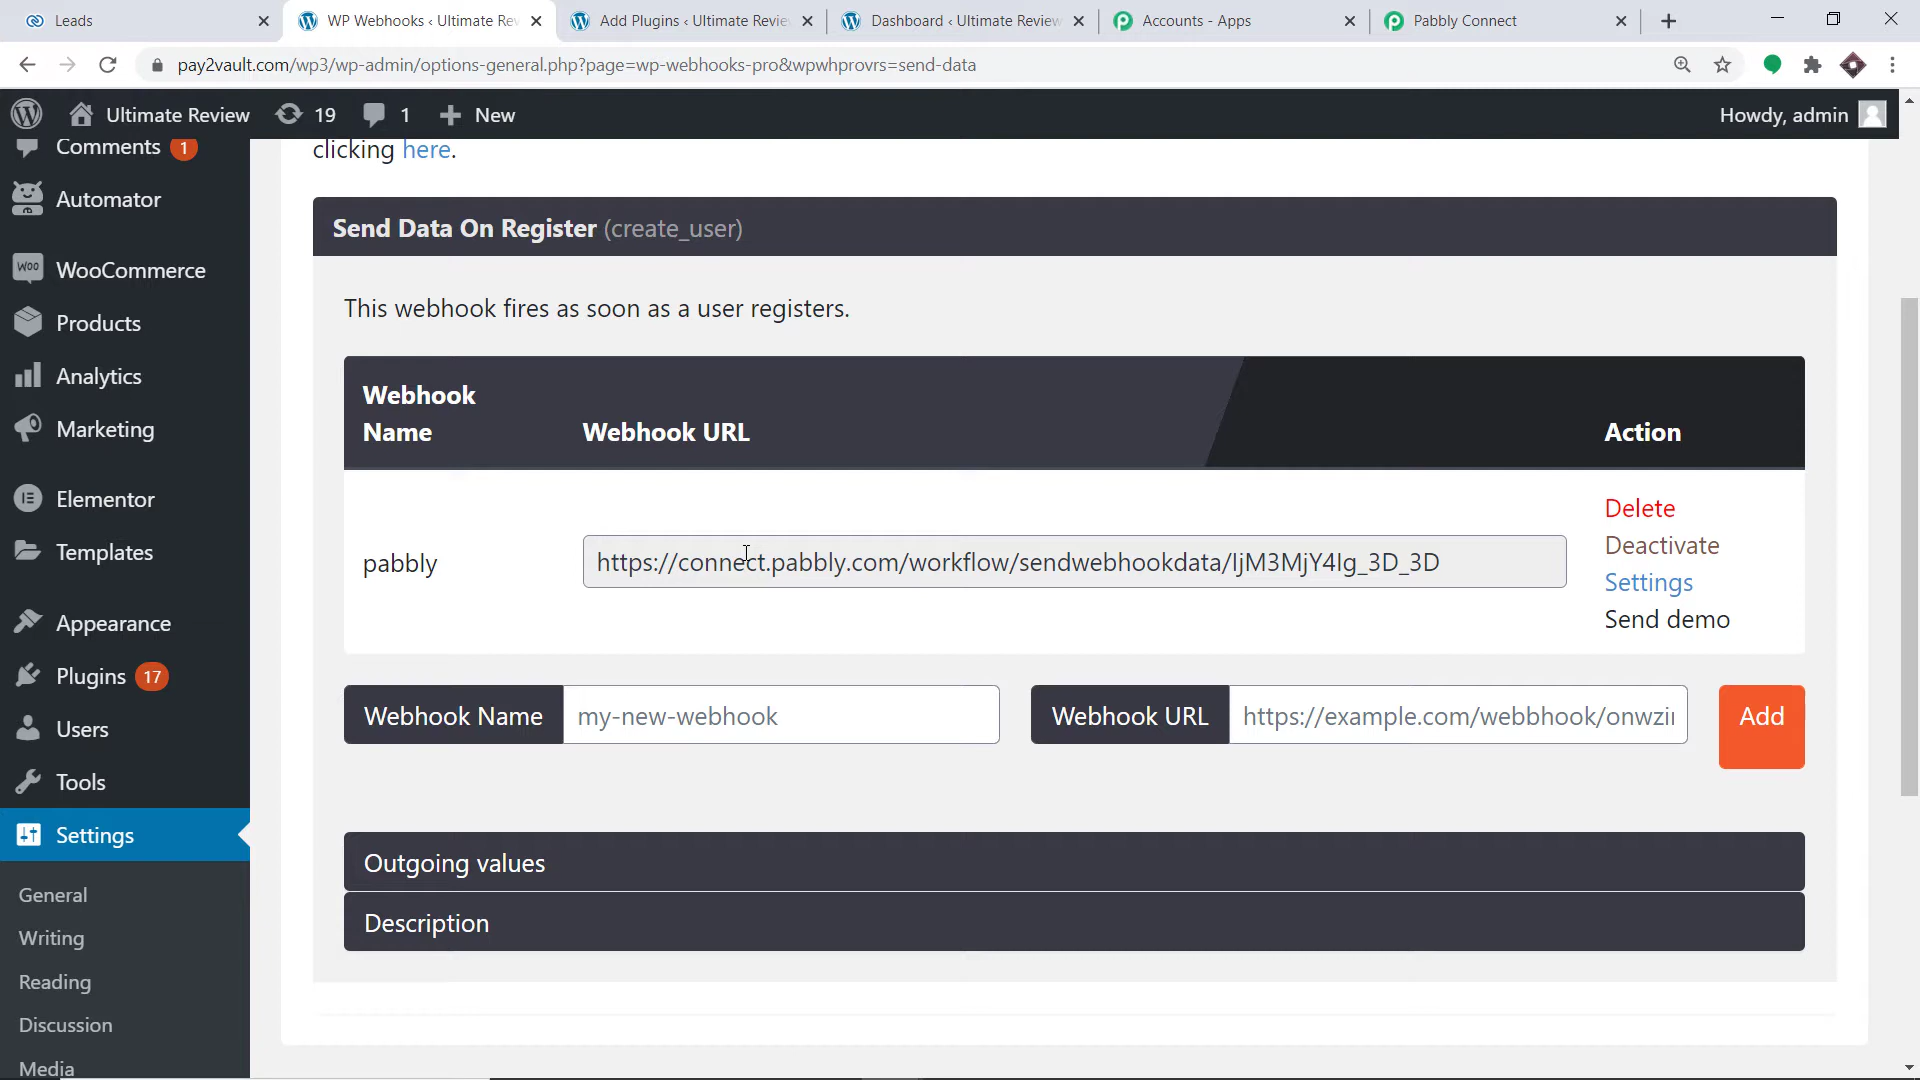 Leads
WP Webhooks ‹ Ultimate Rev
Add Plugins ‹ Ultimate Revie
Dashboard ‹ Ultimate Review
Accounts - Apps
Pabbly Connect
pay2vault.com/wp3/wp-admin/options-general.php?page=wp-webhooks-pro&wpwhprovrs=send-data
Ultimate Review
19
1
New
Howdy, admin
Comments 1
Automator
WooCommerce
Products
Analytics
Marketing
Elementor
Templates
Appearance
Plugins 17
Users
Tools
Settings
General
Writing
Reading
Discussion
Media
clicking here.
Send Data On Register (create_user)
This webhook fires as soon as a user registers.
Webhook
Name
Webhook URL
Action
pabbly
https://connect.pabbly.com/workflow/sendwebhookdata/IjM3MjY4Ig_3D_3D
Delete
Deactivate
Settings
Send demo
Webhook Name
my-new-webhook
Webhook URL
https://example.com/webbhook/onwzir
Add
Outgoing values
Description